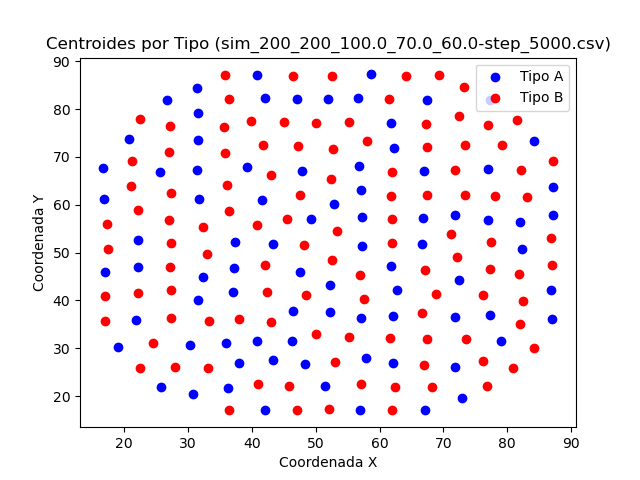 Centroides por Tipo (sim_200_200_100.0_70.0_60.0-step_5000.csv)
Tipo A
Tipo B
90
80
70
60
50
40
30
20
Coordenada Y
20 30 40 50 60 70 80 90
Coordenada X